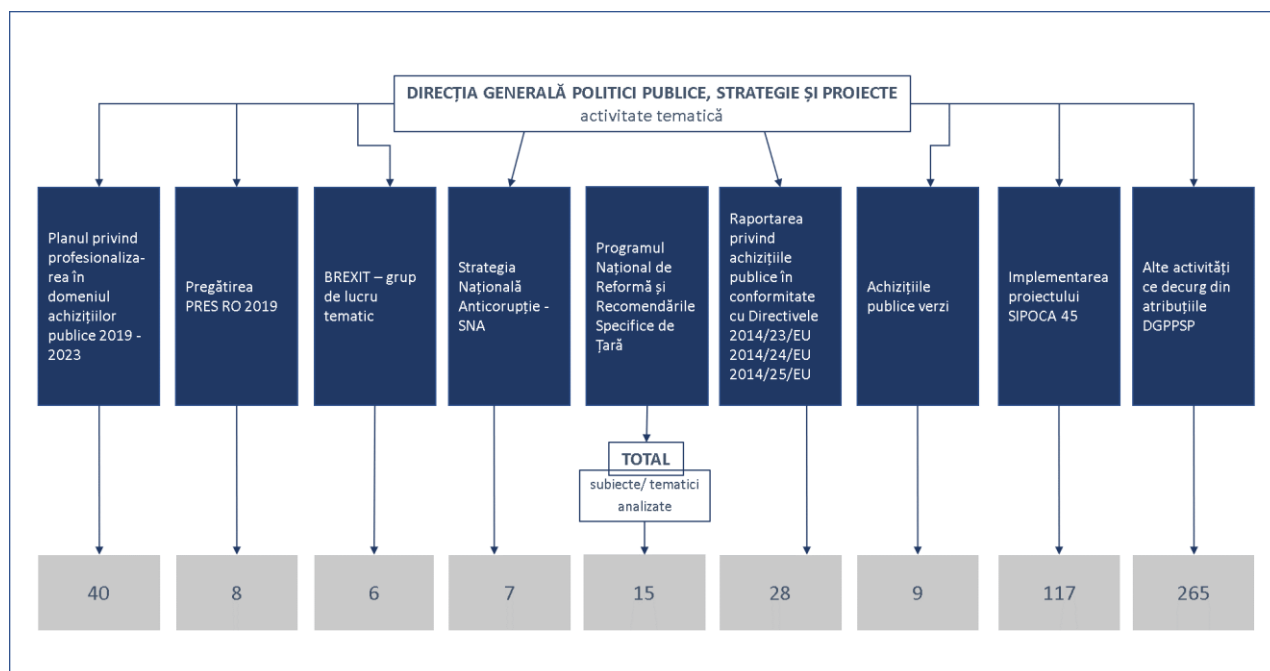 DIRECȚIA GENERALĂ POLITICI PUBLICE, STRATEGIE ȘI PROIECTE
activitate tematică
Planul privind
profesionaliza-
rea în
domeniul
achizițiilor
publice 2019 -
2023
Pregătirea
PRES RO 2019
BREXIT – grup
de lucru
tematic
Strategia
Națională
Anticorupție -
SNA
Programul
Național de
Reformă și
Recomendările
Specifice de
Țară
Raportarea
privind
achizițiile
publice în
conformitate
cu Directivele
2014/23/EU
2014/24/EU
2014/25/EU
Achizițiile
publice verzi
Implementarea
proiectului
SIPOCA 45
Alte activități
ce decurg din
atribuțiile
DGPPSP
TOTAL
subiecte/ tematici
analizate
40
8
6
7
15
28
9
117
265